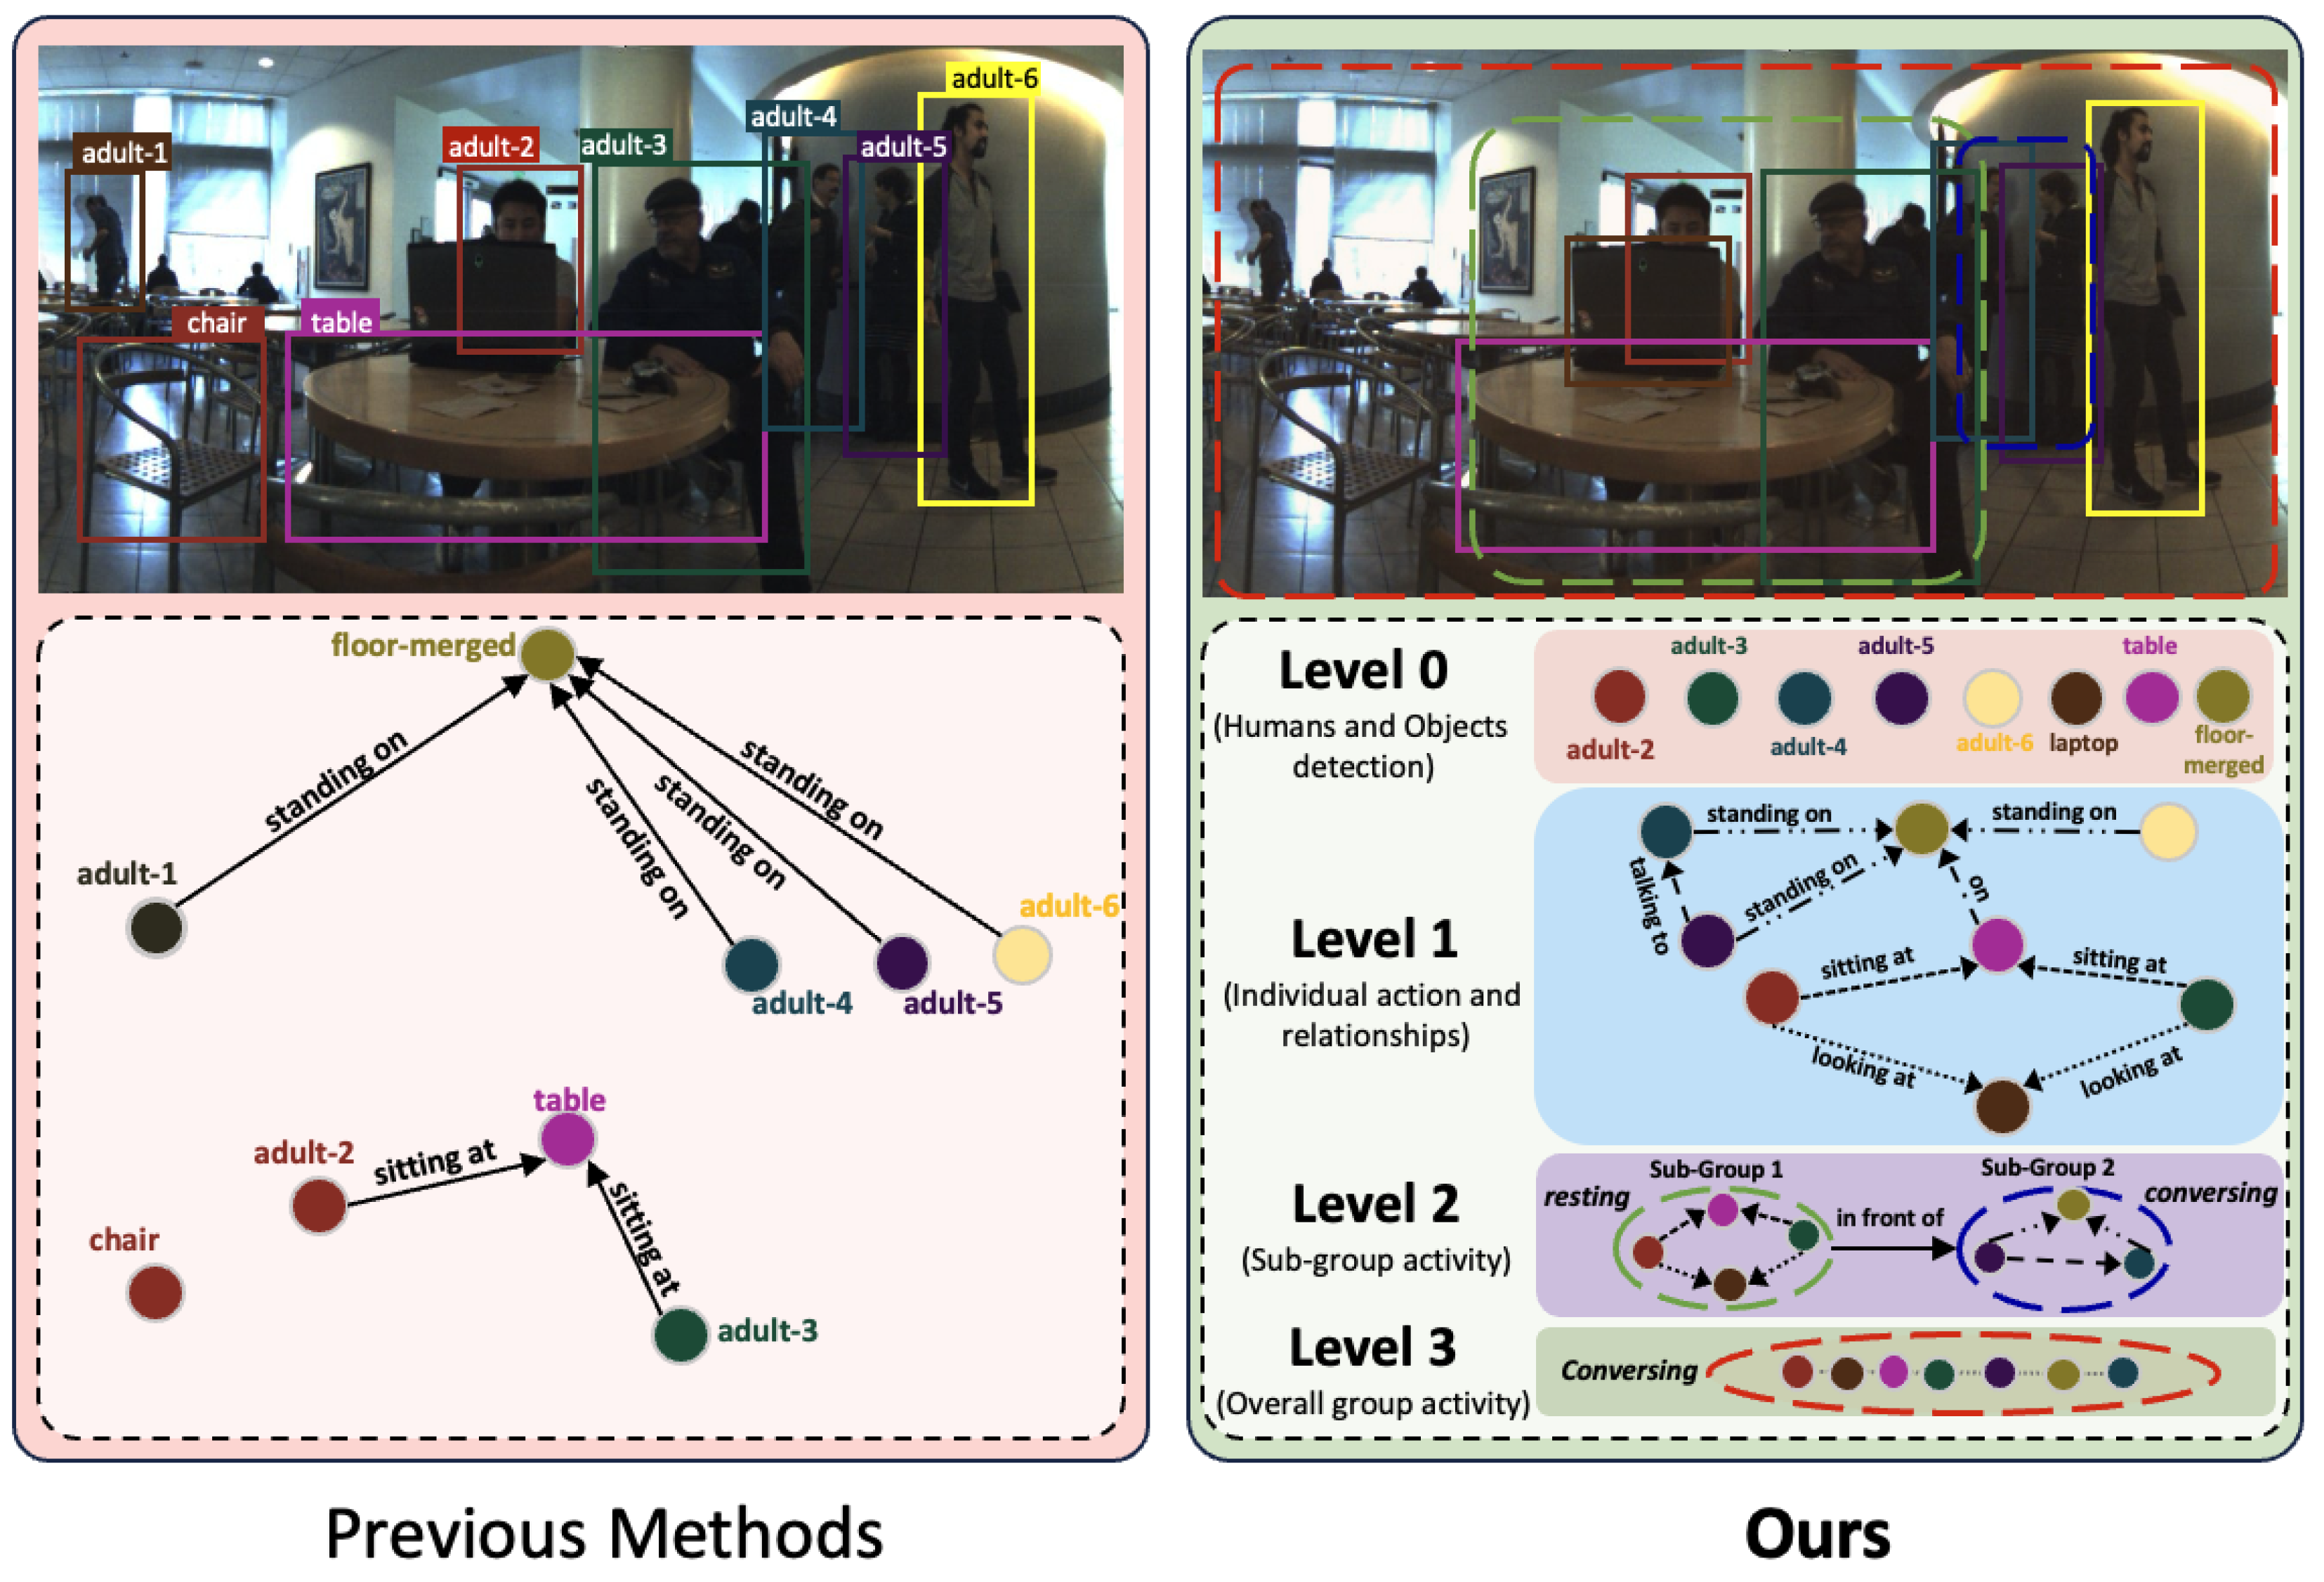 adult-1
adult-2
adult-3
adult-4
adult-5
adult-6
chair
table
floor-merged
standing on
standing on
standing on
standing on
adult-1
adult-6
adult-4
adult-5
table
adult-2
sitting at
sitting at
chair
adult-3
Previous Methods
Level 0
(Humans and Objects
detection)
adult-3
adult-5
table
adult-2
adult-4
adult-6
laptop
floor-
merged
Level 1
(Individual action and
relationships)
standing on
standing on
talking to
standing on
on
sitting at
sitting at
looking at
looking at
Level 2
(Sub-group activity)
Sub-Group 1
Sub-Group 2
resting
in front of
conversing
Level 3
(Overall group activity)
Conversing
Ours